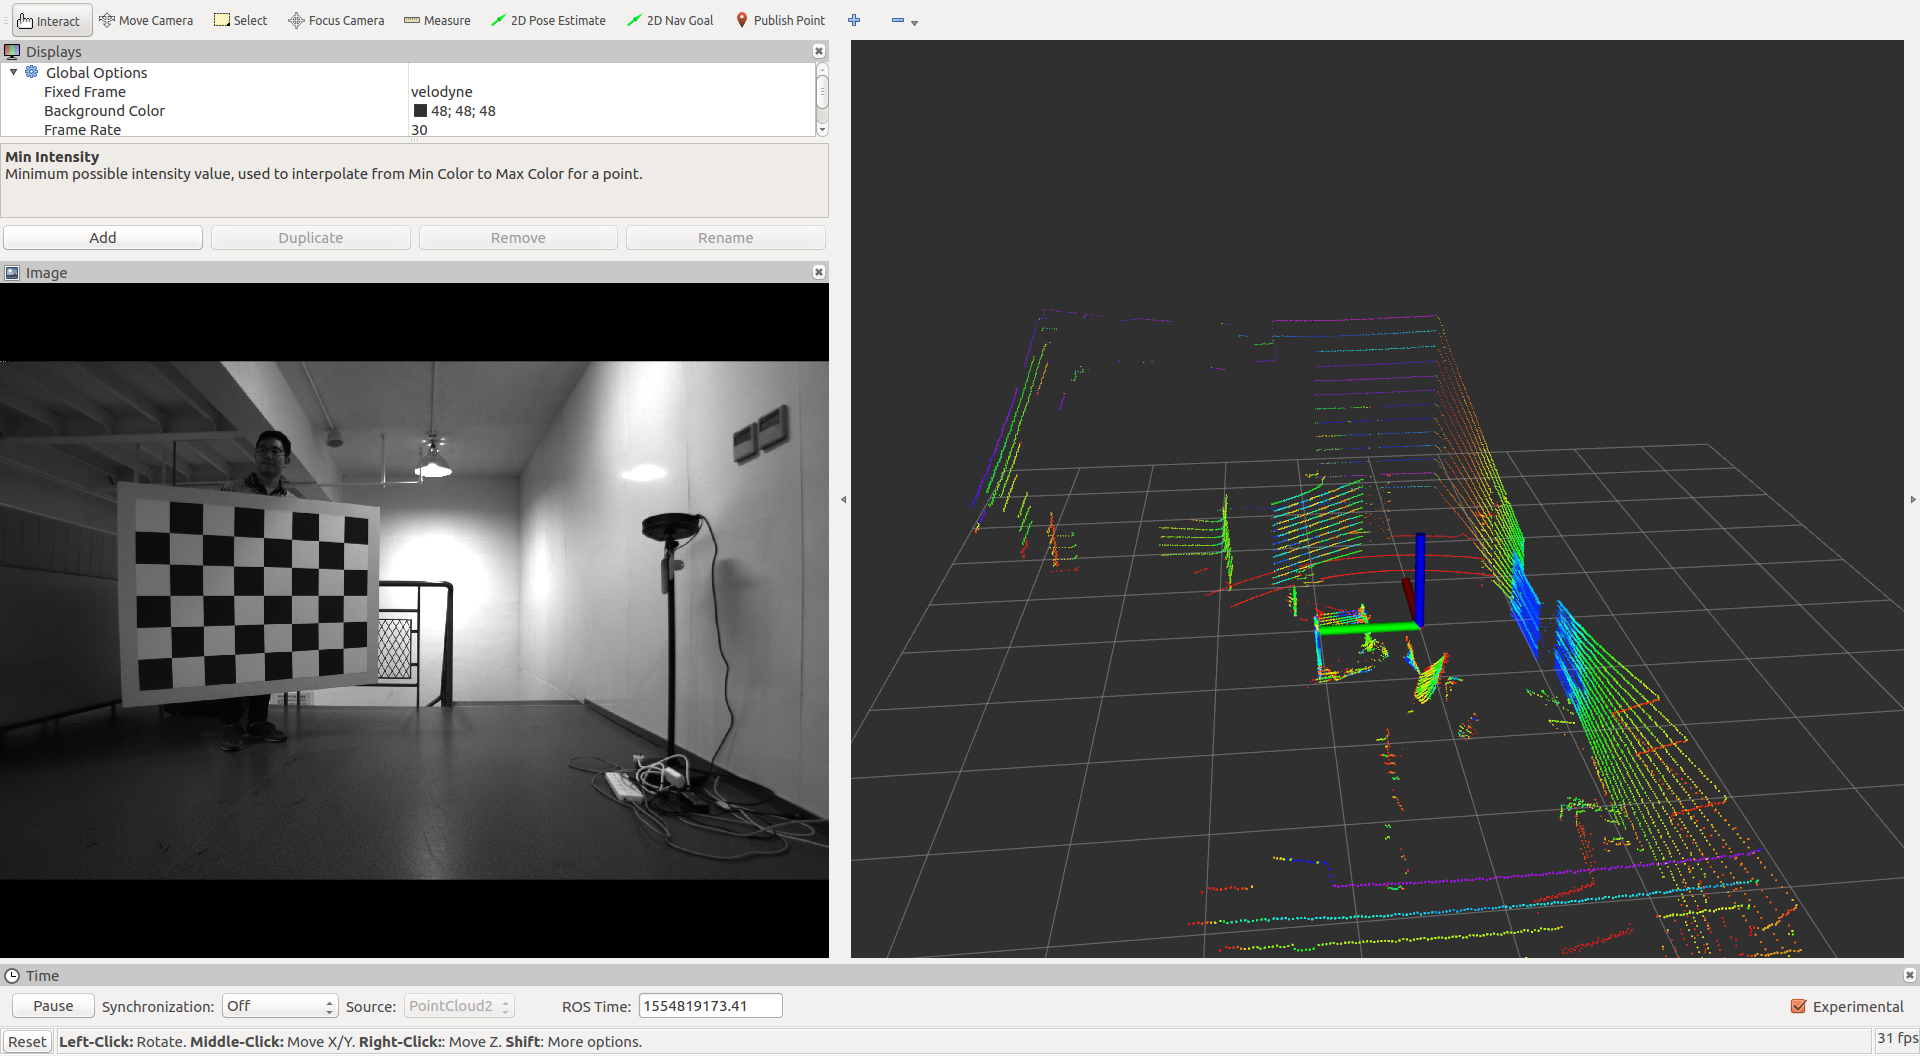 Interact Move Camera Select Focus Camera Measure 2D Pose Estimate 2D Nav Goal Publish Point
Displays
Global Options
Fixed Frame velodyne
Background Color 48; 48; 48
Frame Rate 30
Min Intensity
Minimum possible intensity value, used to interpolate from Min Color to Max Color for a point.
Add Duplicate Remove Rename
Image
Time
Pause Synchronization: Off Source: PointCloud2 ROS Time: 1554819173.41 Experimental
Reset Left-Click: Rotate. Middle-Click: Move X/Y. Right-Click:: Move Z. Shift: More options. 31 fps